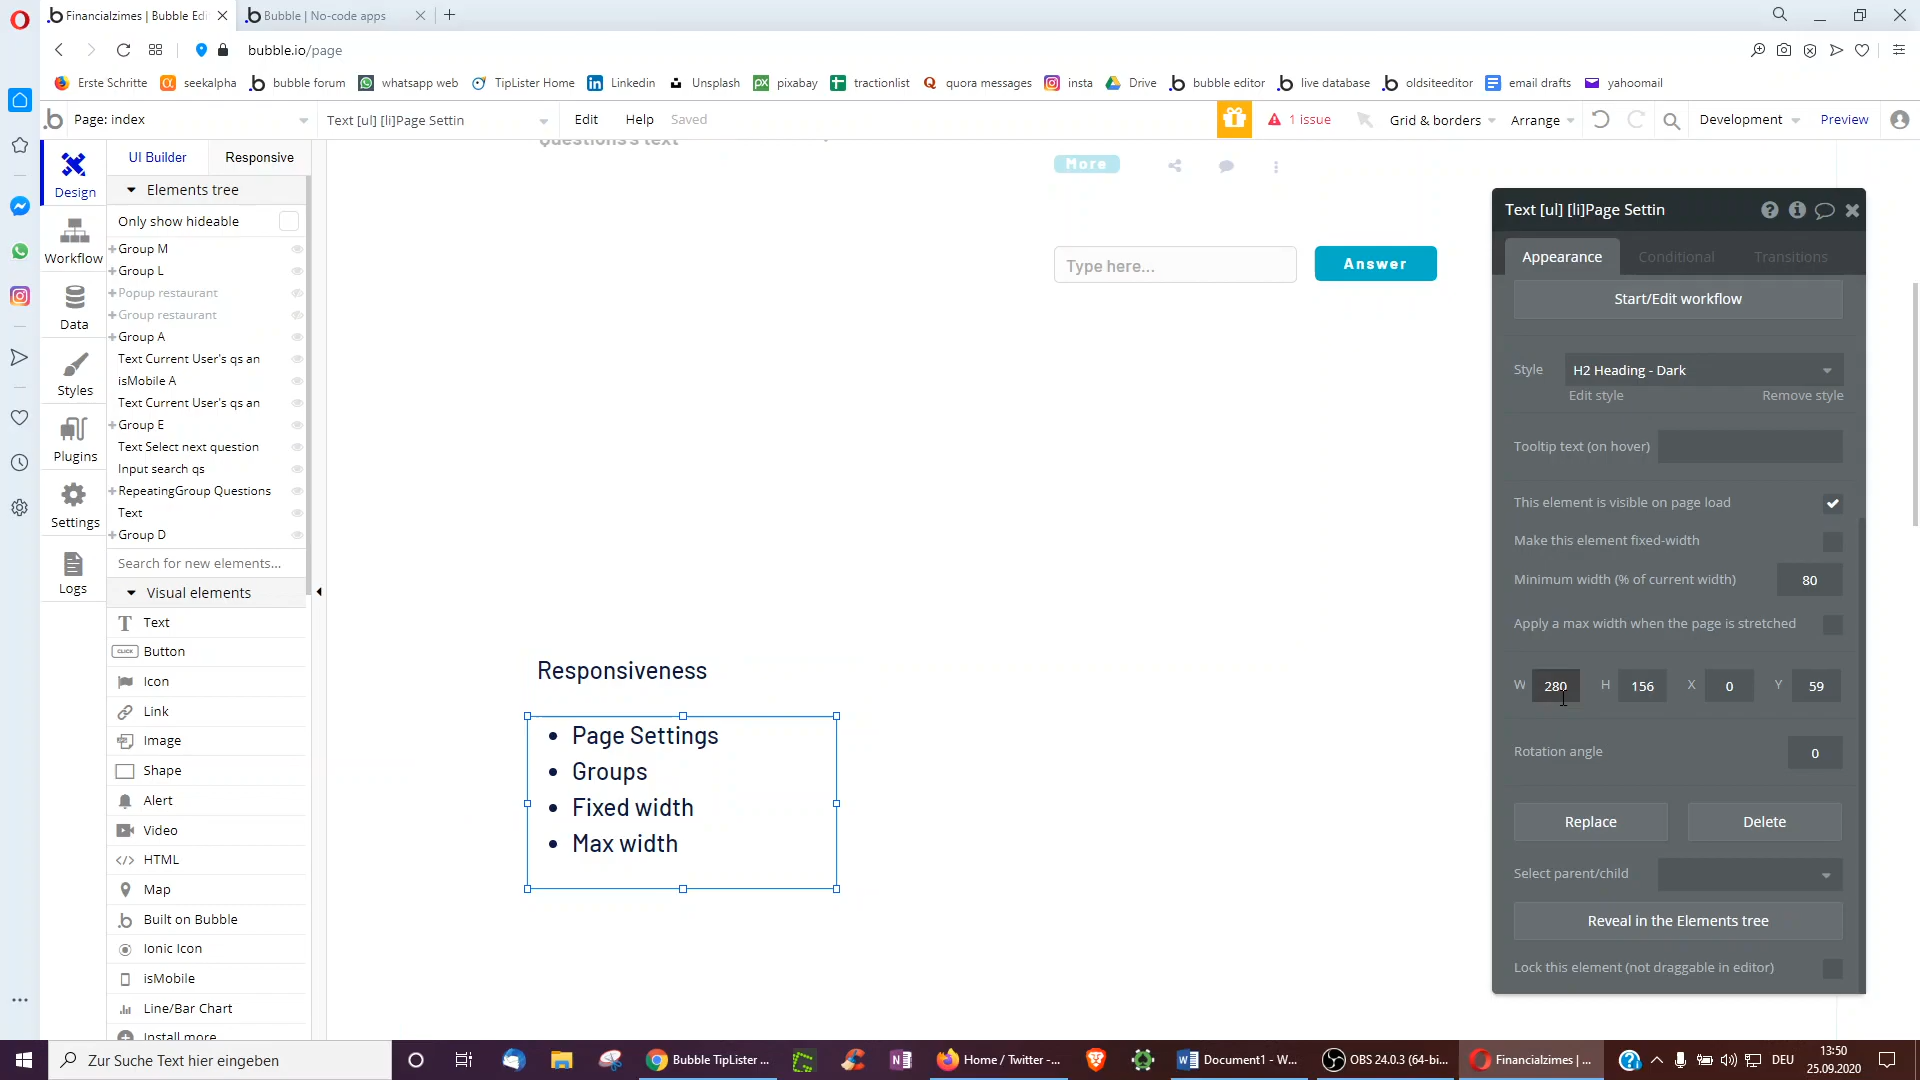 Financialzimes | Bubble Edi
Bubble | No-code apps
bubble.io/page
Erste Schritte
seekalpha
bubble forum
whatsapp web
TipLister Home
Linkedin
Unsplash
pixabay
tractionlist
quora messages
insta
Drive
bubble editor
live database
oldsiteditor
email drafts
yahoomail
Page: index
Text [ul] [li]Page Settin
Edit
Help
Saved
1 issue
Grid & borders
Arrange
Development
Preview
Design
Workflow
Data
Styles
Plugins
Settings
Logs
UI Builder
Responsive
Elements tree
Only show hideable
Group M
Group L
Popup restaurant
Group restaurant
Group A
Text Current User's qs an
isMobile A
Text Current User's qs an
Group E
Text Select next question
Input search qs
RepeatingGroup Questions
Text
Group D
Search for new elements...
Visual elements
Text
Button
Icon
Link
Image
Shape
Alert
Video
HTML
Map
Built on Bubble
Ionic Icon
isMobile
Line/Bar Chart
Install more
Questions's text
More
Type here...
Answer
Responsiveness
Page Settings
Groups
Fixed width
Max width
Text [ul] [li]Page Settin
Appearance
Conditional
Transitions
Start/Edit workflow
Style
H2 Heading - Dark
Edit style
Remove style
Tooltip text (on hover)
This element is visible on page load
Make this element fixed-width
Minimum width (% of current width) 80
Apply a max width when the page is stretched
W 280 H 156 X 0 Y 59
Rotation angle 0
Replace
Delete
Select parent/child
Reveal in the Elements tree
Lock this element (not draggable in editor)
Zur Suche Text hier eingeben
Bubble TipLister ...
Home / Twitter -...
Document1 - W...
OBS 24.0.3 (64-bi...
Financialzimes | ...
DEU
13:50
25.09.2020